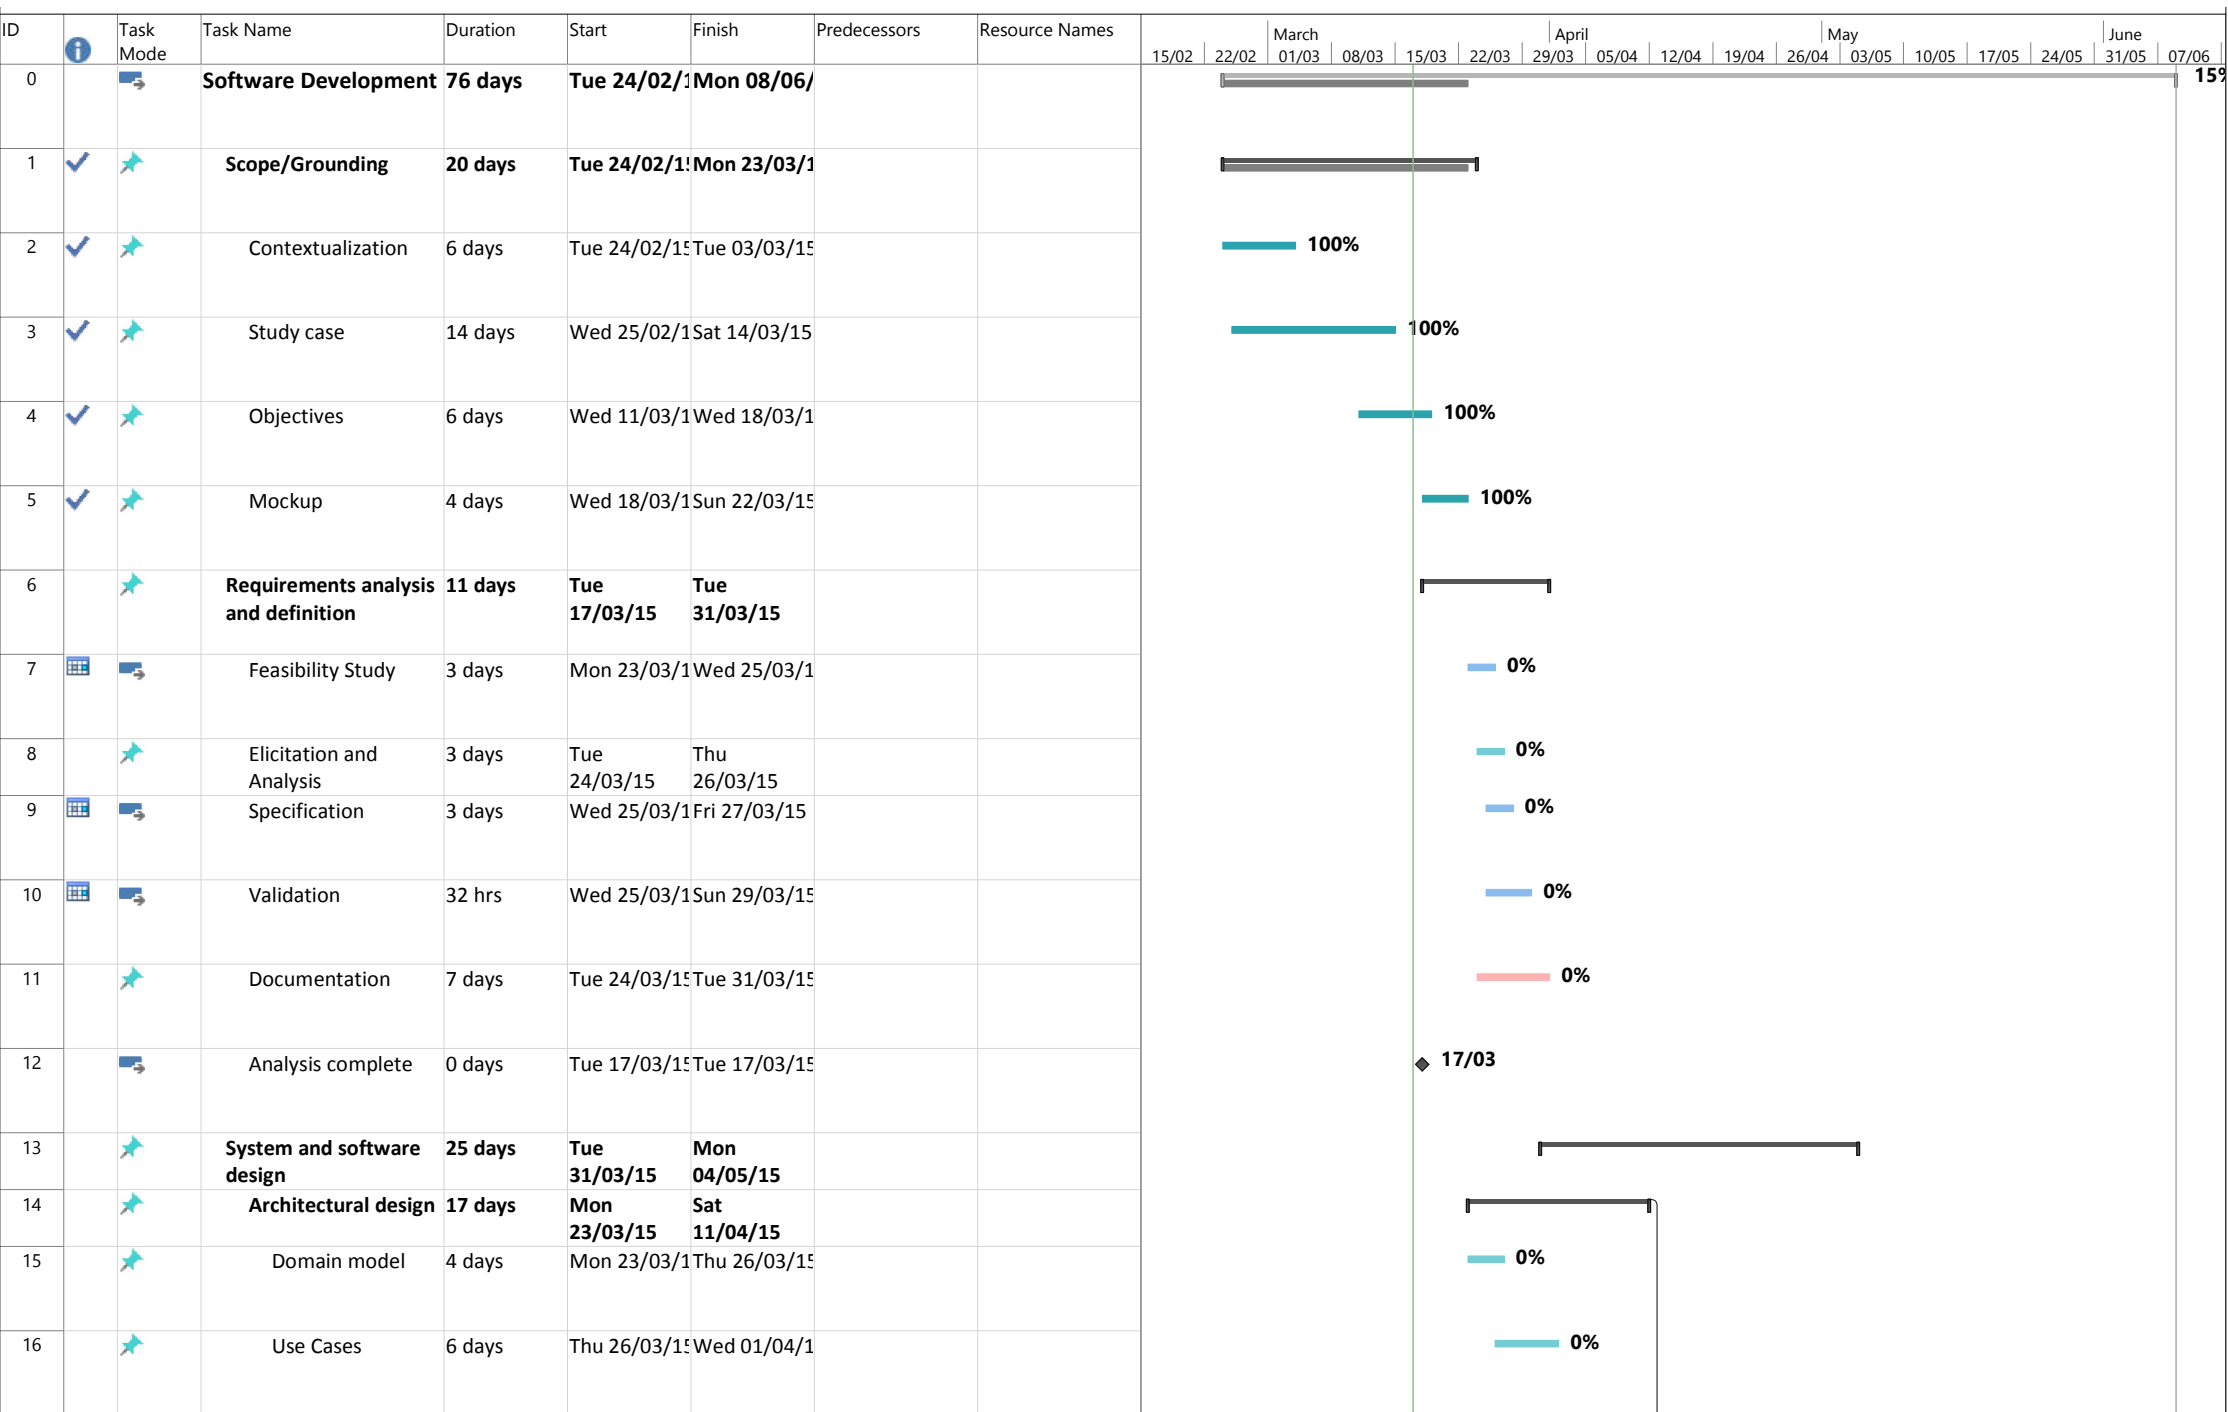 ID Task Mode Task Name Duration Start Finish Predecessors Resource Names
March April May June
15/02 22/02 01/03 08/03 15/03 22/03 29/03 05/04 12/04 19/04 26/04 03/05 10/05 17/05 24/05 31/05 07/06
0 Software Development 76 days Tue 24/02/1 Mon 08/06/ 15%
1 Scope/Grounding 20 days Tue 24/02/15 Mon 23/03/1
2 Contextualization 6 days Tue 24/02/15 Tue 03/03/15 100%
3 Study case 14 days Wed 25/02/1 Sat 14/03/15 100%
4 Objectives 6 days Wed 11/03/1 Wed 18/03/1 100%
5 Mockup 4 days Wed 18/03/1 Sun 22/03/15 100%
6 Requirements analysis 11 days Tue Tue
and definition 17/03/15 31/03/15
7 Feasibility Study 3 days Mon 23/03/1 Wed 25/03/1 0%
8 Elicitation and 3 days Tue Thu 0%
Analysis 24/03/15 26/03/15
9 Specification 3 days Wed 25/03/1 Fri 27/03/15 0%
10 Validation 32 hrs Wed 25/03/1 Sun 29/03/15 0%
11 Documentation 7 days Tue 24/03/15 Tue 31/03/15 0%
12 Analysis complete 0 days Tue 17/03/15 Tue 17/03/15 17/03
13 System and software 25 days Tue Mon
design 31/03/15 04/05/15
14 Architectural design 17 days Mon Sat
23/03/15 11/04/15
15 Domain model 4 days Mon 23/03/1 Thu 26/03/15 0%
16 Use Cases 6 days Thu 26/03/15 Wed 01/04/1 0%